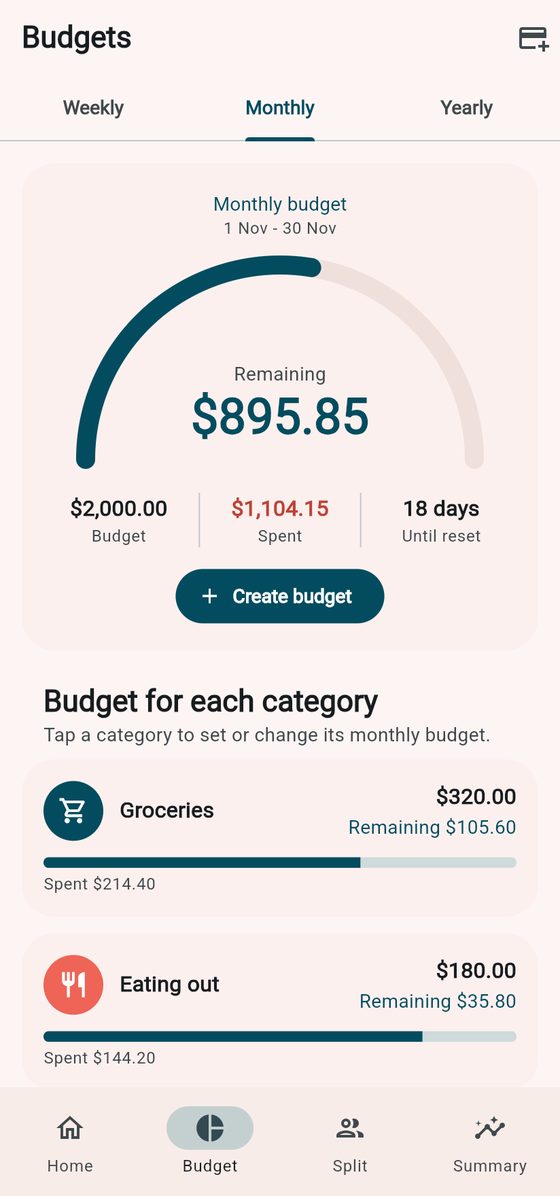 Budgets
Weekly Monthly Yearly
Monthly budget
1 Nov - 30 Nov
Remaining
$895.85
$2,000.00 $1,104.15 18 days
Budget Spent Until reset
+ Create budget
Budget for each category
Tap a category to set or change its monthly budget.
Groceries $320.00
Remaining $105.60
Spent $214.40
Eating out $180.00
Remaining $35.80
Spent $144.20
Home Budget Split Summary